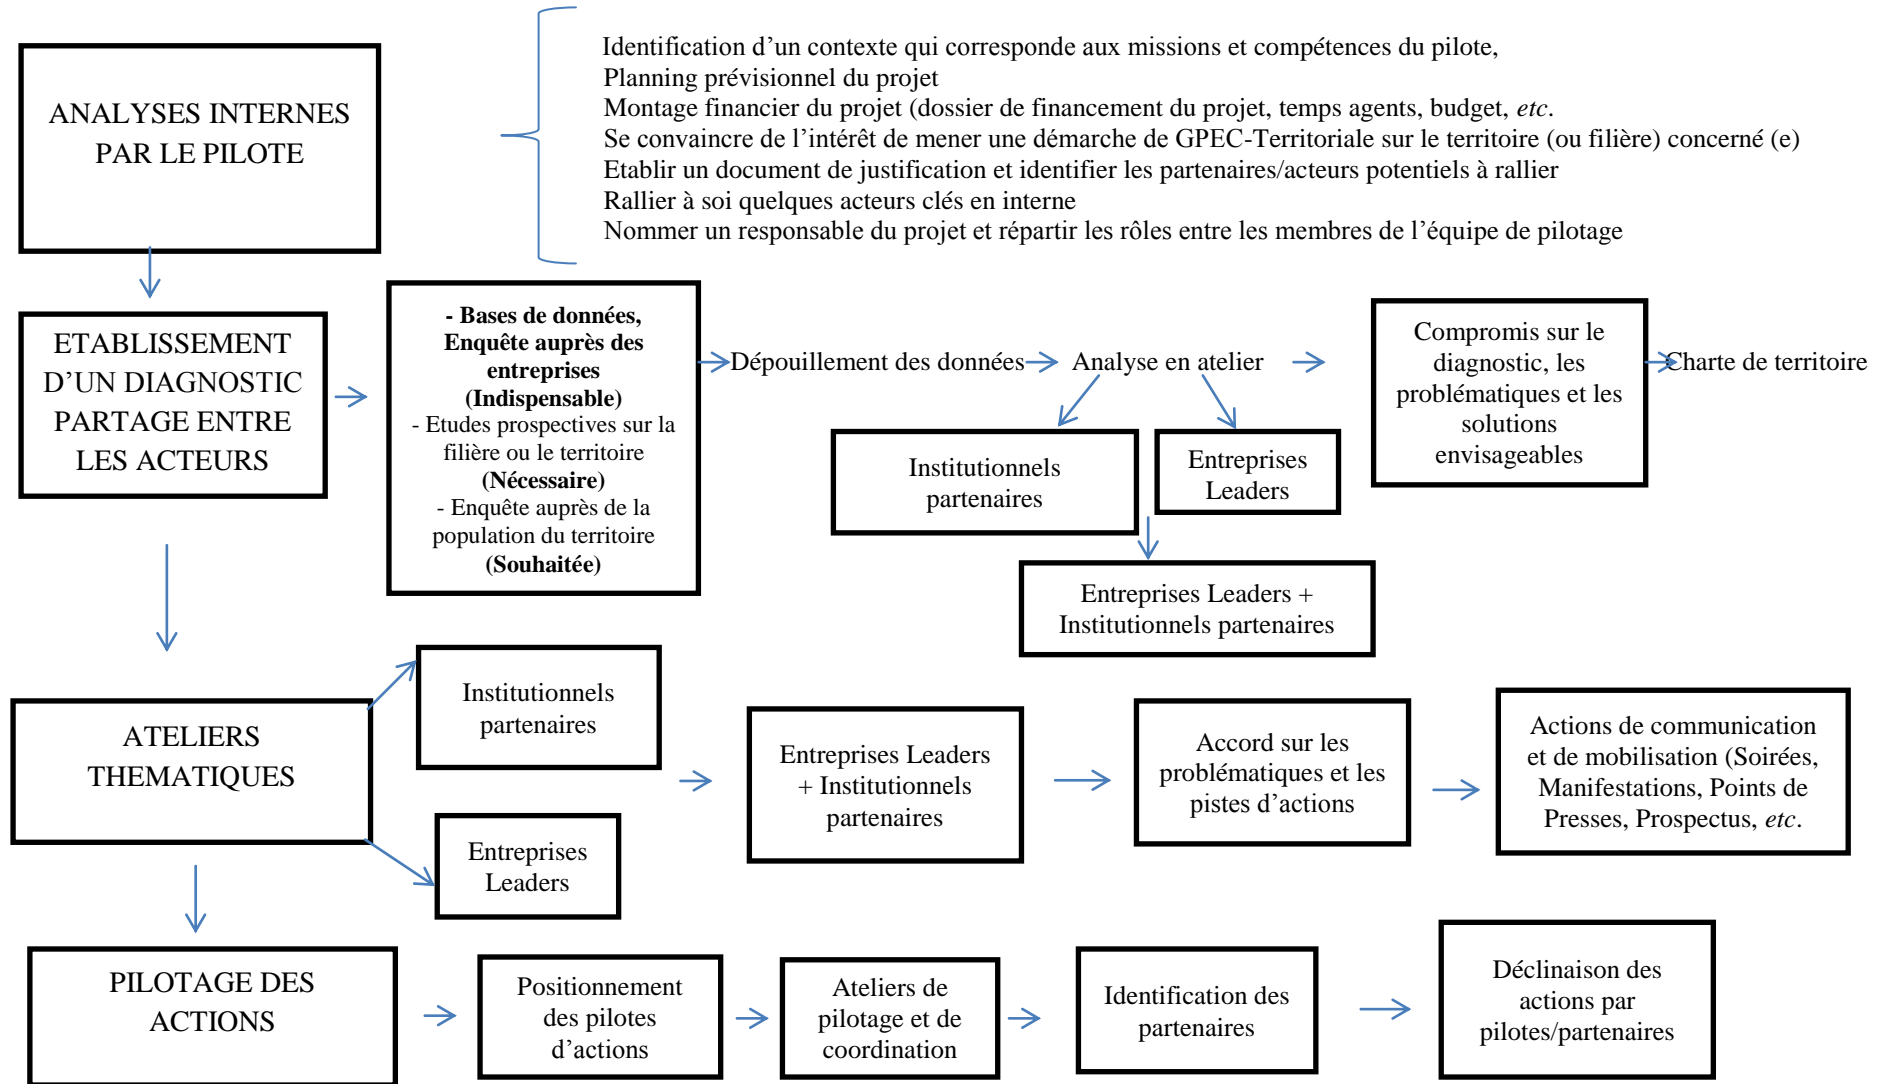 ANALYSES INTERNES
PAR LE PILOTE
Identification d’un contexte qui corresponde aux missions et compétences du pilote,
Planning prévisionnel du projet
Montage financier du projet (dossier de financement du projet, temps agents, budget, etc.
Se convaincre de l’intérêt de mener une démarche de GPEC-Territoriale sur le territoire (ou filière) concerné (e)
Etablir un document de justification et identifier les partenaires/acteurs potentiels à rallier
Rallier à soi quelques acteurs clés en interne
Nommer un responsable du projet et répartir les rôles entre les membres de l’équipe de pilotage
ETABLISSEMENT
D’UN DIAGNOSTIC
PARTAGE ENTRE
LES ACTEURS
- Bases de données,
Enquête auprès des
entreprises
(Indispensable)
- Etudes prospectives sur la
filière ou le territoire
(Nécessaire)
- Enquête auprès de la
population du territoire
(Souhaitée)
Dépouillement des données
Analyse en atelier
Institutionnels
partenaires
Entreprises
Leaders
Entreprises Leaders +
Institutionnels partenaires
Compromis sur le
diagnostic, les
problématiques et les
solutions
envisageables
Charte de territoire
ATELIERS
THEMATIQUES
Institutionnels
partenaires
Entreprises
Leaders
Entreprises Leaders
+ Institutionnels
partenaires
Accord sur les
problématiques et les
pistes d’actions
Actions de communication
et de mobilisation (Soirées,
Manifestations, Points de
Presses, Prospectus, etc.
PILOTAGE DES
ACTIONS
Positionnement
des pilotes
d’actions
Ateliers de
pilotage et de
coordination
Identification des
partenaires
Déclinaison des
actions par
pilotes/partenaires